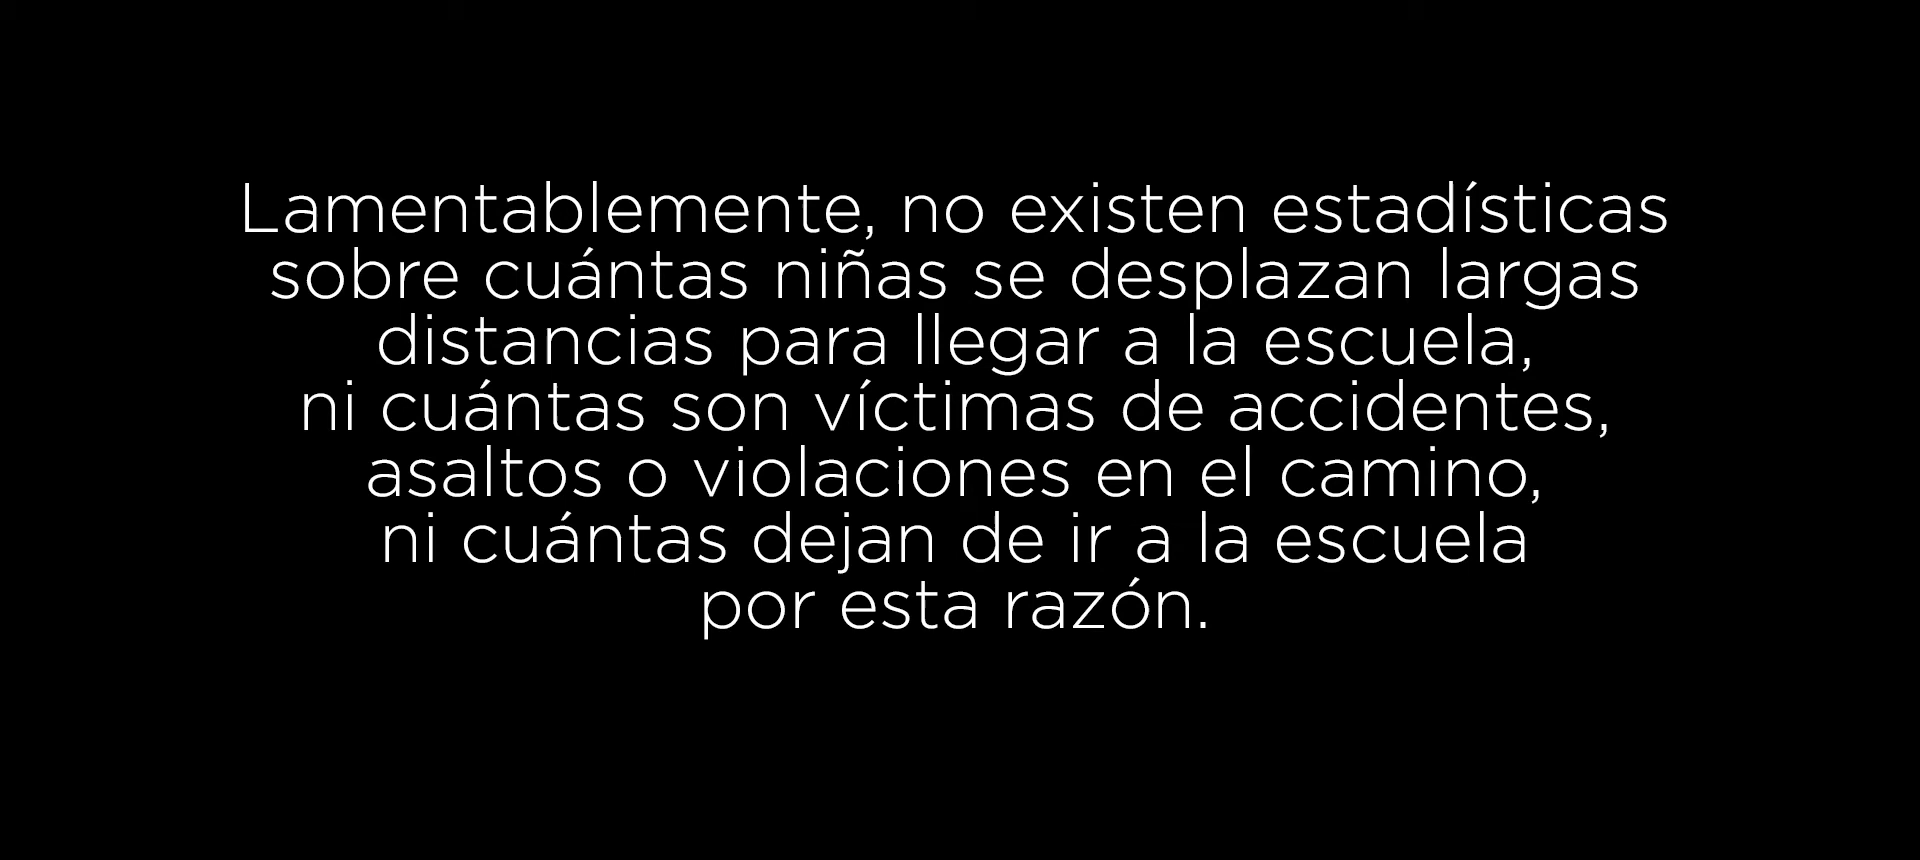 Lamentablemente, no existen estadísticas
sobre cuántas niñas se desplazan largas
distancias para llegar a la escuela,
ni cuántas son víctimas de accidentes,
asaltos o violaciones en el camino,
ni cuántas dejan de ir a la escuela
por esta razón.